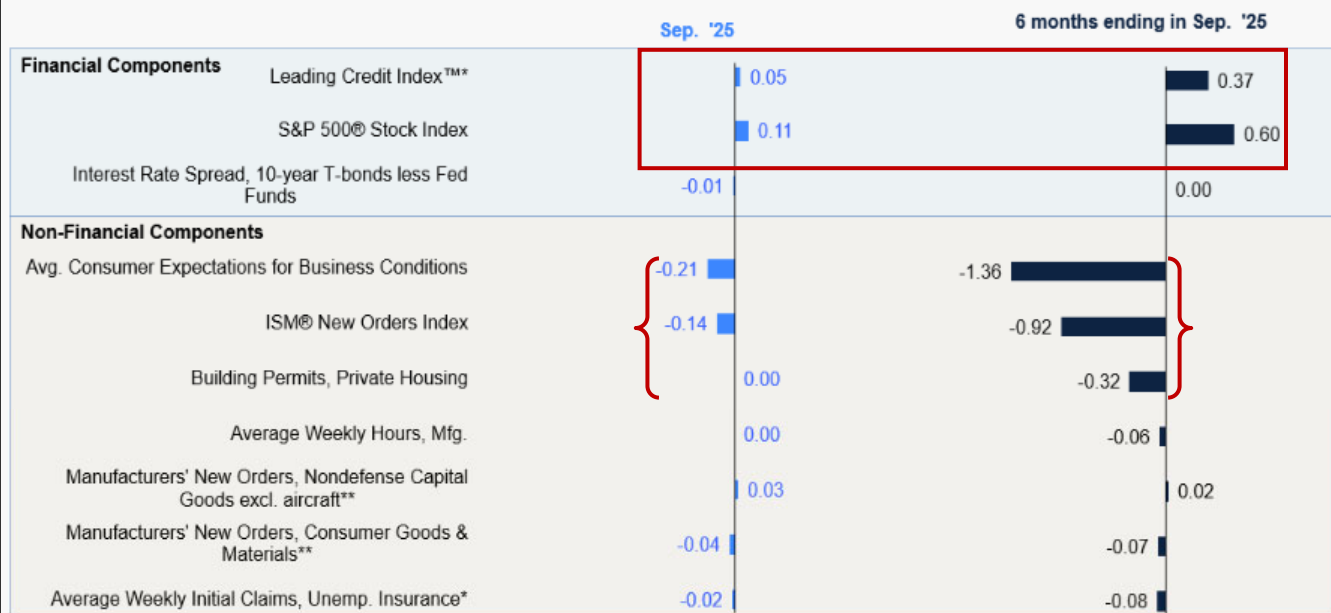 Sep. '25
6 months ending in Sep. '25
Financial Components
Leading Credit Index™* 0.05 0.37
S&P 500® Stock Index 0.11 0.60
Interest Rate Spread, 10-year T-bonds less Fed
Funds -0.01 0.00
Non-Financial Components
Avg. Consumer Expectations for Business Conditions -0.21 -1.36
ISM® New Orders Index -0.14 -0.92
Building Permits, Private Housing 0.00 -0.32
Average Weekly Hours, Mfg. 0.00 -0.06
Manufacturers' New Orders, Nondefense Capital
Goods excl. aircraft** 0.03 0.02
Manufacturers' New Orders, Consumer Goods &
Materials** -0.04 -0.07
Average Weekly Initial Claims, Unemp. Insurance* -0.02 -0.08